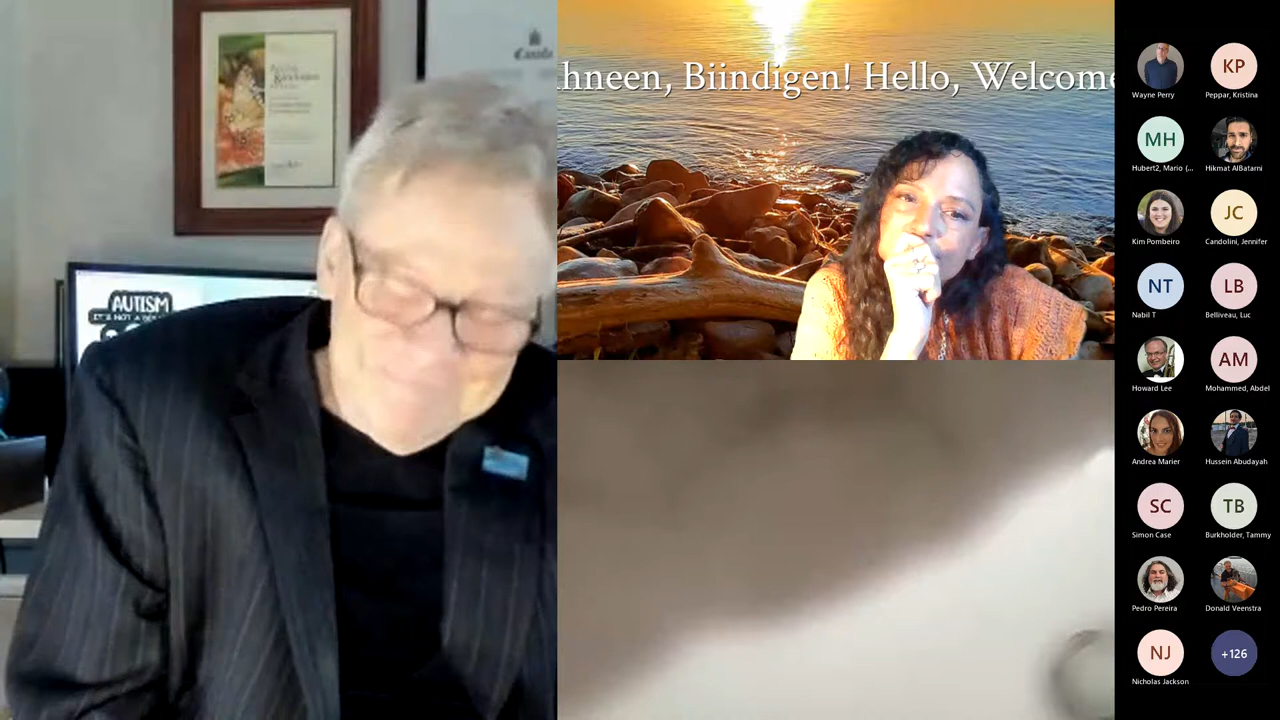 Canada
AUTISM
hneen, Biindigen! Hello, Welcome
Wayne Perry
KP
Peppar, Kristina
MH
Hubert2, Mario (...
Hikmat AlBatarni
Kim Pombeiro
JC
Candolini, Jennifer
NT
Nabil T
LB
Belliveau, Luc
Howard Lee
AM
Mohammed, Abdel
Andrea Marier
Hussein Abudayah
SC
Simon Case
TB
Burkholder, Tammy
Pedro Pereira
Donald Veenstra
NJ
Nicholas Jackson
+126